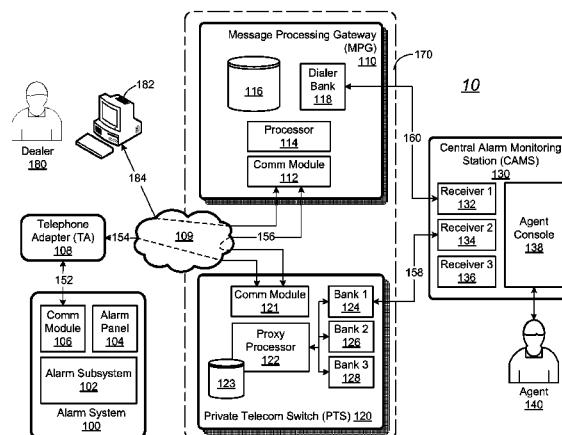 Message Processing Gateway
(MPG)
110
170
10
116
Dialer
Bank
118
182
Dealer
180
184
Processor
114
Comm Module
112
160
Central Alarm Monitoring
Station (CAMS)
130
Receiver 1
132
Receiver 2
134
Receiver 3
136
Agent
Console
138
Telephone
Adapter (TA)
108
154
109
156
158
152
Comm Module
121
Bank 1
124
Proxy
Processor
122
Bank 2
126
Bank 3
128
123
Private Telecom Switch (PTS) 120
Comm
Module
106
Alarm
Panel
104
Alarm Subsystem
102
Alarm System
100
Agent
140